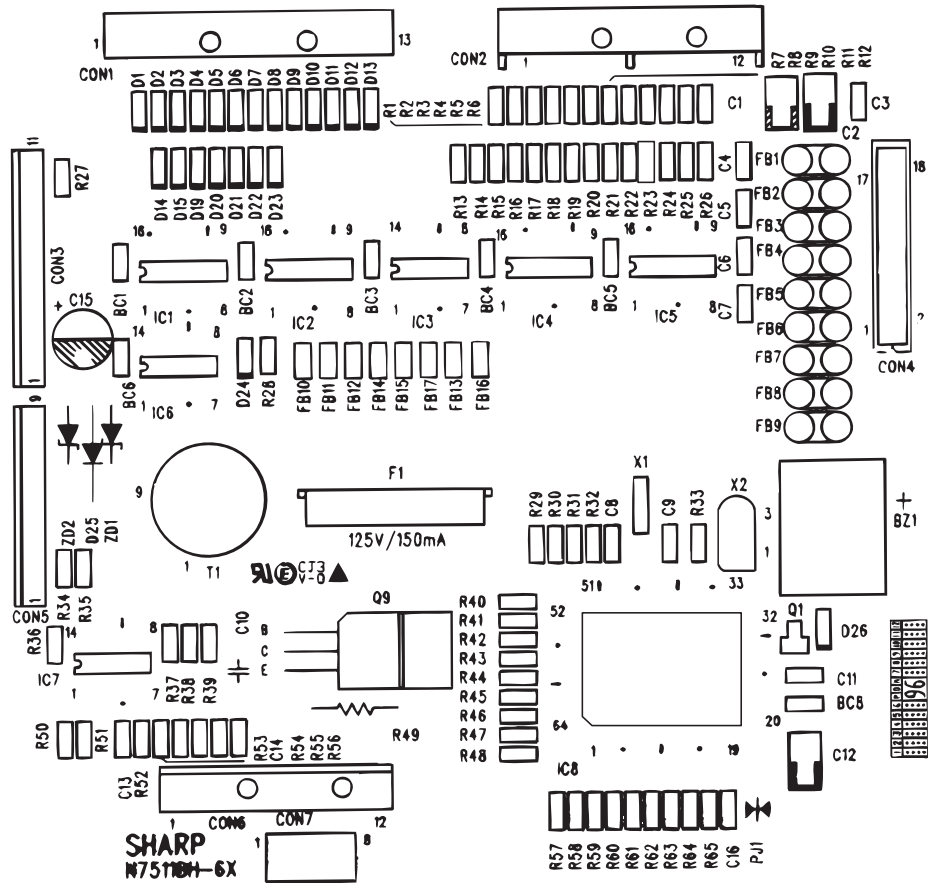 1 13
CON1
CON2 1 12
D1 D2 D3 D4 D5 D6 D7 D8 D9 D10 D11 D12 D13
R1 R2 R3 R4 R5 R6
C1
R7 R8 R9 R10 R11 R12
C3
C2
11
R27
CON3
D14 D15 D19 D20 D21 D22 D23
R13 R14 R15 R16 R17 R18 R19 R20 R21 R22 R23 R24 R25 R26
C4
C5
C6
C7
FB1
FB2
FB3
FB4
FB5
FB6
FB7
FB8
FB9
17 18
1 2
CON4
16 9
16 9
14 8
16 9
16 9
BC1 BC2 BC3 BC4 BC5
1 IC1 8
1 IC2 8
1 IC3 7
1 IC4 8
1 IC5 8
+ C15
1
14 8
BC6
1 IC6 7
D24 R28
FB10 FB11 FB12 FB14 FB15 FB17 FB13 FB16
9
ZD2 D25 ZD1
1
CON5
R34 R35
9
1 T1
F1
125V/150mA
R29 R30 R31 R32 C8
X1
C9 R33
X2
3
1
+
BZ1
CJ3
V-0
R36
14 8
IC7
1 7
R37 R38 R39
C10
B
C
E
Q9
R49
R40
R41
R42
R43
R44
R45
R46
R47
R48
51 33
52 32
64 20
1 19
IC8
Q1
D26
C11
BC8
C12
96
R50 R51
C13 R52
R53 C14 R54 R55 R56
1 CON6 CON7 12
1 8
SHARP
R57 R58 R59 R60 R61 R62 R63 R64 R65 C16 PJ1